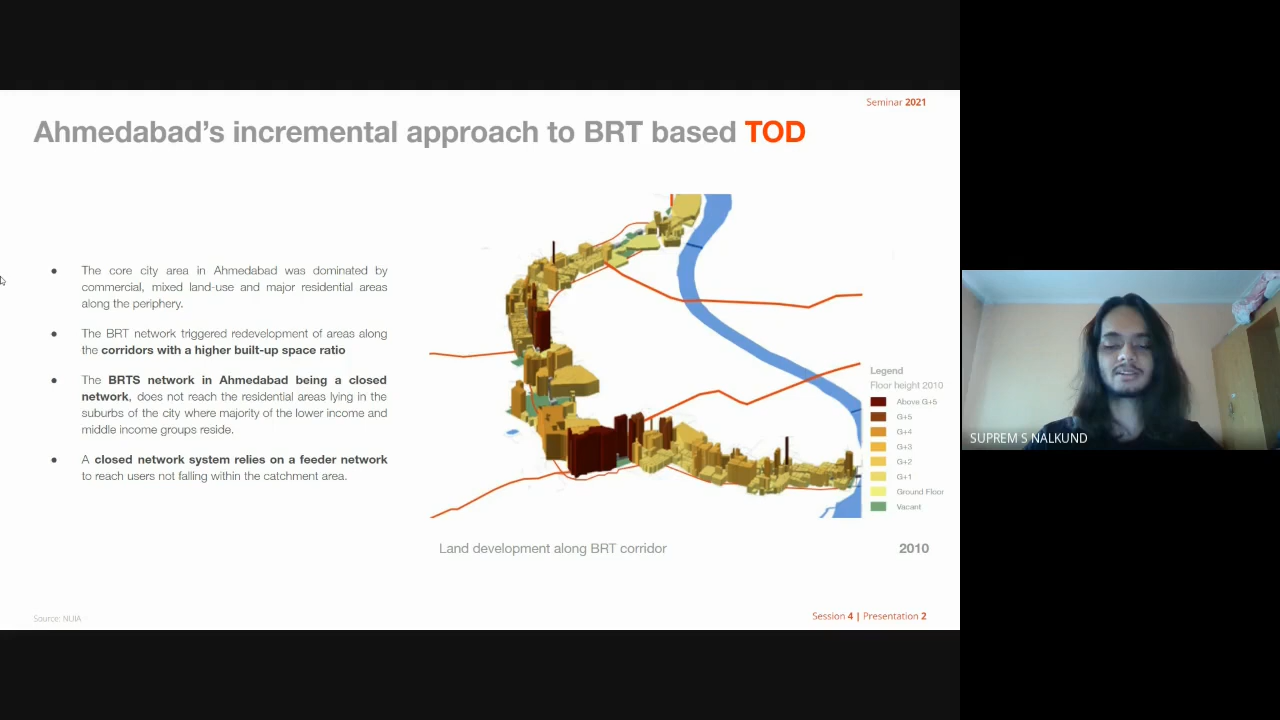 Seminar 2021
Ahmedabad's incremental approach to BRT based TOD
● The core city area in Ahmedabad was dominated by
commercial, mixed land-use and major residential areas
along the periphery.
● The BRT network triggered redevelopment of areas along
the corridors with a higher built-up space ratio
● The BRTS network in Ahmedabad being a closed
network, does not reach the residential areas lying in the
suburbs of the city where majority of the lower income and
middle income groups reside.
● A closed network system relies on a feeder network
to reach users not falling within the catchment area.
Legend
Floor height 2010
Above G+5
G+5
G+4
G+3
G+2
G+1
Ground Floor
Vacant
Land development along BRT corridor
2010
Source: NUIA
Session 4 | Presentation 2
SUPREM S NALKUND